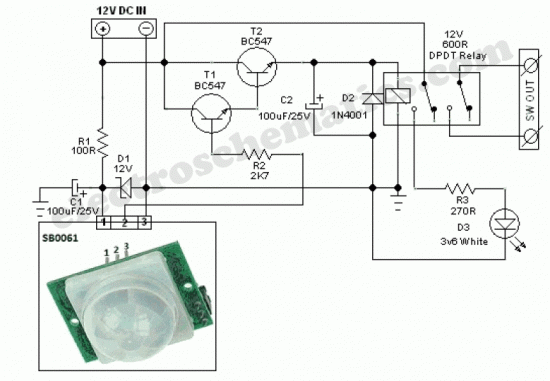 12V DC IN
+ -
T2
BC547
T1
BC547
12V
600R
DPDT Relay
C2
100uF/25V
+
D2
1N4001
SW OUT
R1
100R
D1
12V
R2
2K7
C1
100uF/25V
+
R3
270R
D3
3v6 White
1 2 3
SB0061
1 2 3
electroschematics.com